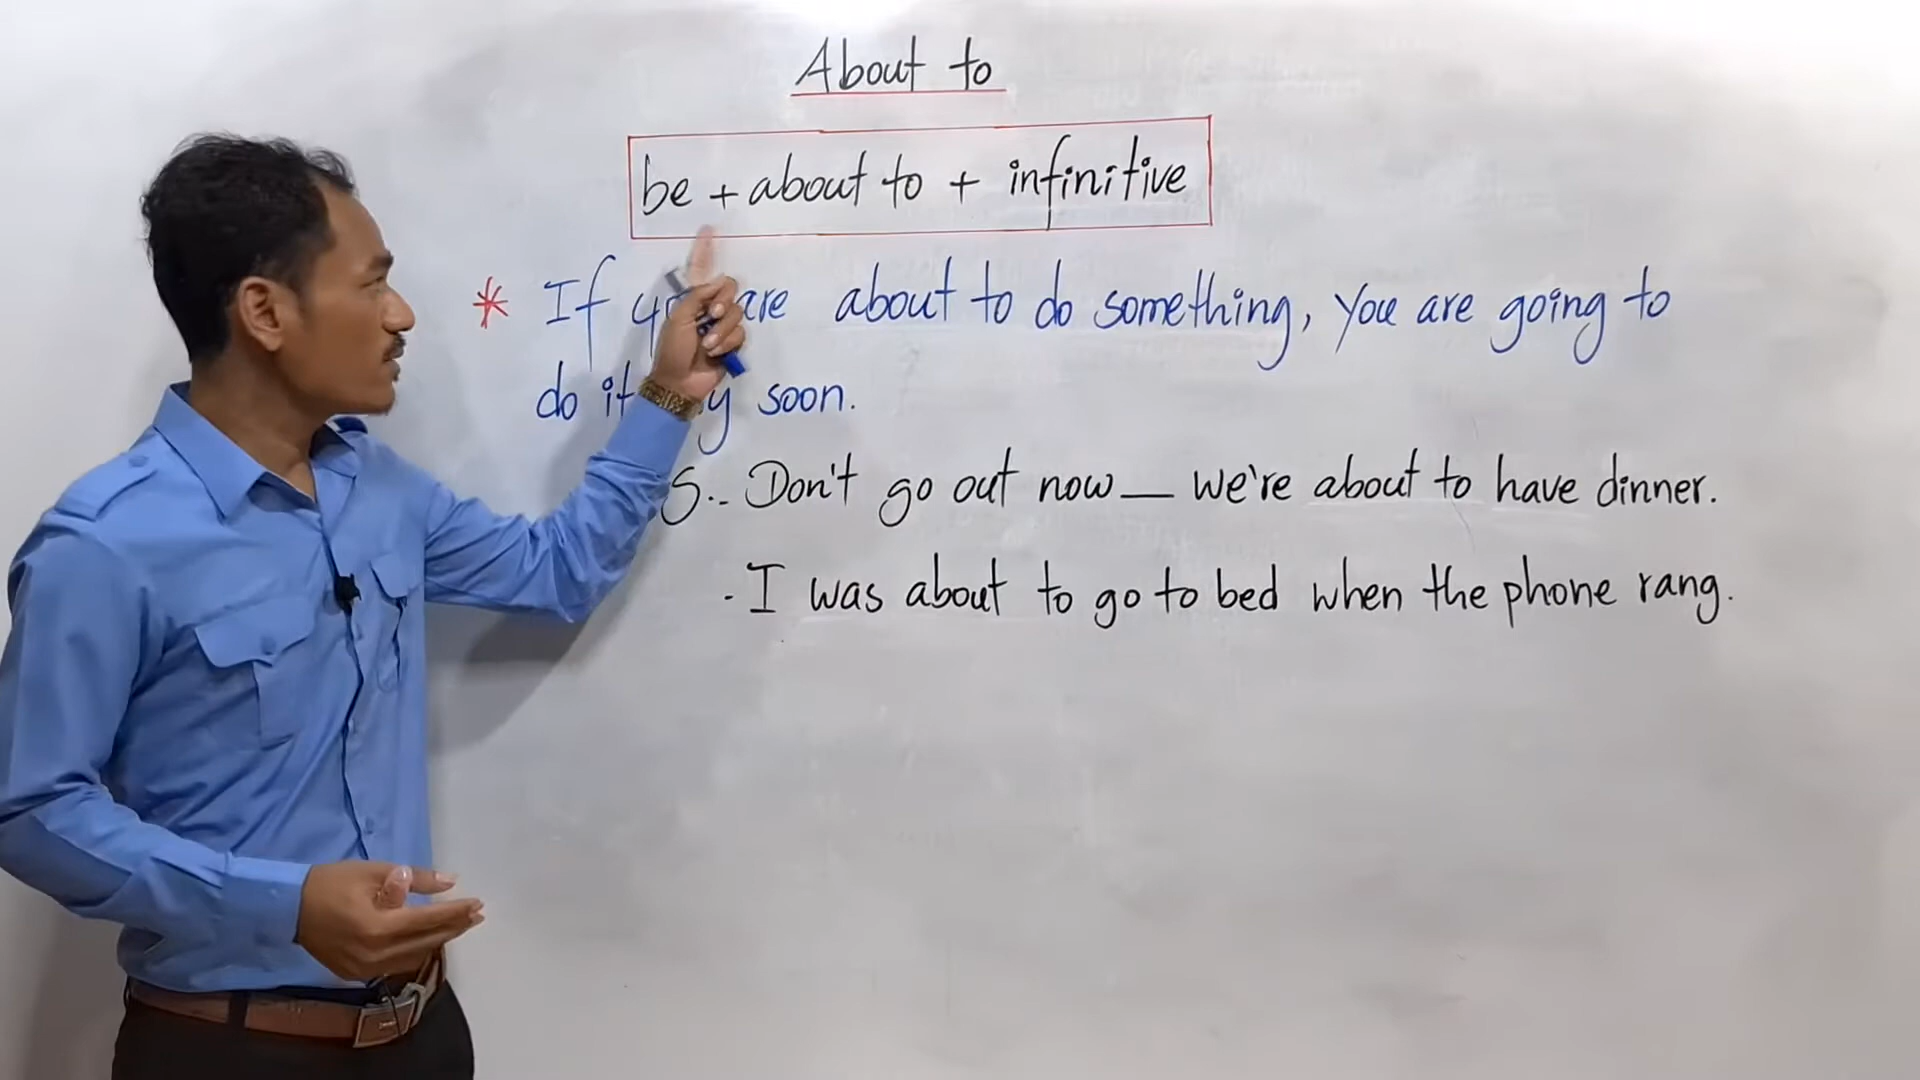 About to
be + about to + infinitive
* If are about to do something, you are going to
do it soon.
Don't go out now — we're about to have dinner.
- I was about to go to bed when the phone rang.